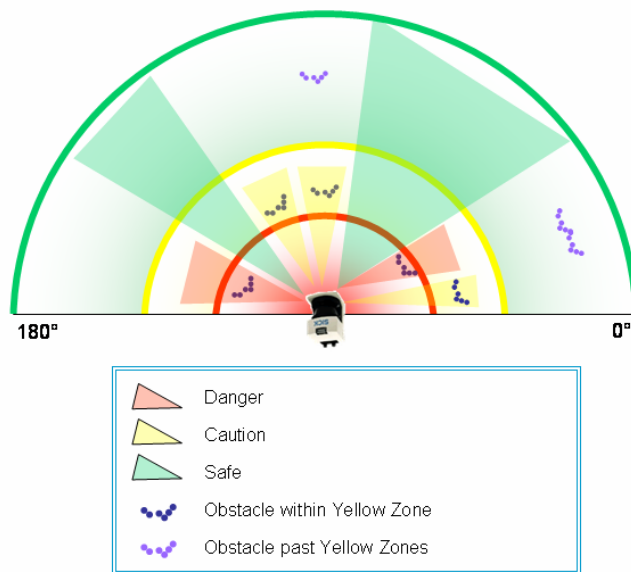 180°
0°
Danger
Caution
Safe
Obstacle within Yellow Zone
Obstacle past Yellow Zones